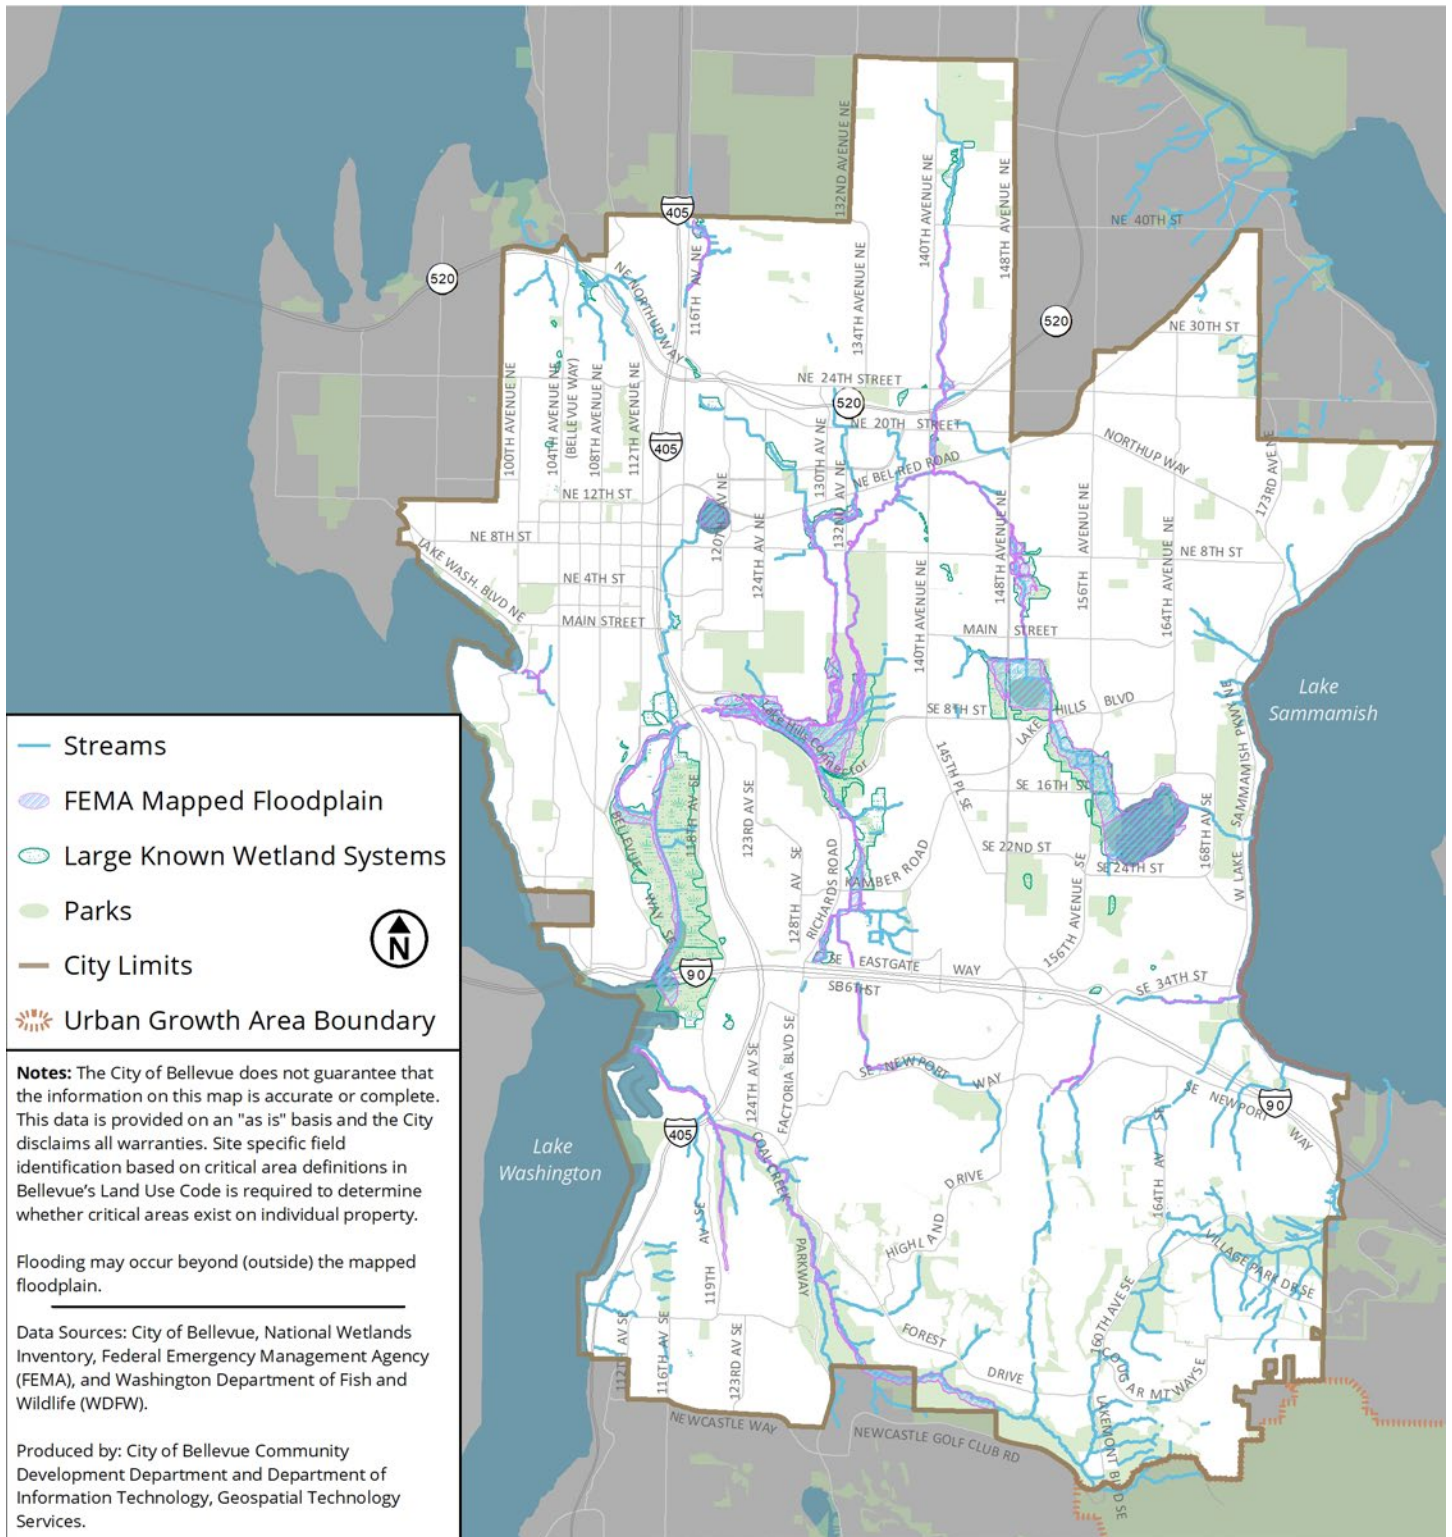 405
132ND AVENUE NE
140TH AVENUE NE
148TH AVENUE NE
NE 40TH ST
520
NE NORTHUP WAY
116TH AV NE
134TH AVENUE NE
520
NE 30TH ST
NE 24TH STREET
520
NE 20TH STREET
100TH AVENUE NE
104TH AVENUE NE
(BELLEVUE WAY)
108TH AVENUE NE
112TH AVENUE NE
405
NORTHUP WAY
NE BEL RED ROAD
130TH AV NE
132ND AV NE
173RD AVE NE
NE 12TH ST
120TH AV NE
124TH AV NE
148TH AVENUE NE
156TH AVENUE NE
164TH AVENUE NE
NE 8TH ST
NE 8TH ST
LAKE WASH. BLVD NE
NE 4TH ST
140TH AVENUE NE
MAIN STREET
MAIN STREET
Lake
Sammamish
Lake Hills Connector
SE 8TH ST
LAKE HILLS BLVD
W LAKE SAMMAMISH PKWY NE
145TH PL SE
SE 16TH ST
118TH AV SE
123RD AV SE
BELLEVUE WAY SE
128TH AV SE
RICHARDS ROAD
KAMBER ROAD
SE 22ND ST
SE 24TH ST
168TH AV SE
156TH AVENUE SE
90
SE EASTGATE WAY
SE 34TH ST
124TH AV SE
FACTORIA BLVD SE
SE NEWPORT WAY
SE NEWPORT WAY
90
405
Lake
Washington
COAL CREEK PARKWAY
HIGHLAND DRIVE
164TH AV SE
VILLAGE PARK DR SE
119TH AV SE
160TH AVE SE
FOREST DRIVE
COUGAR MT WAY SE
112TH AV SE
116TH AV SE
123RD AV SE
LAKEMONT BLVD SE
NEWCASTLE WAY
NEWCASTLE GOLF CLUB RD
Streams
FEMA Mapped Floodplain
Large Known Wetland Systems
Parks
N
City Limits
Urban Growth Area Boundary
Notes: The City of Bellevue does not guarantee that
the information on this map is accurate or complete.
This data is provided on an "as is" basis and the City
disclaims all warranties. Site specific field
identification based on critical area definitions in
Bellevue's Land Use Code is required to determine
whether critical areas exist on individual property.
Flooding may occur beyond (outside) the mapped
floodplain.
Data Sources: City of Bellevue, National Wetlands
Inventory, Federal Emergency Management Agency
(FEMA), and Washington Department of Fish and
Wildlife (WDFW).
Produced by: City of Bellevue Community
Development Department and Department of
Information Technology, Geospatial Technology
Services.